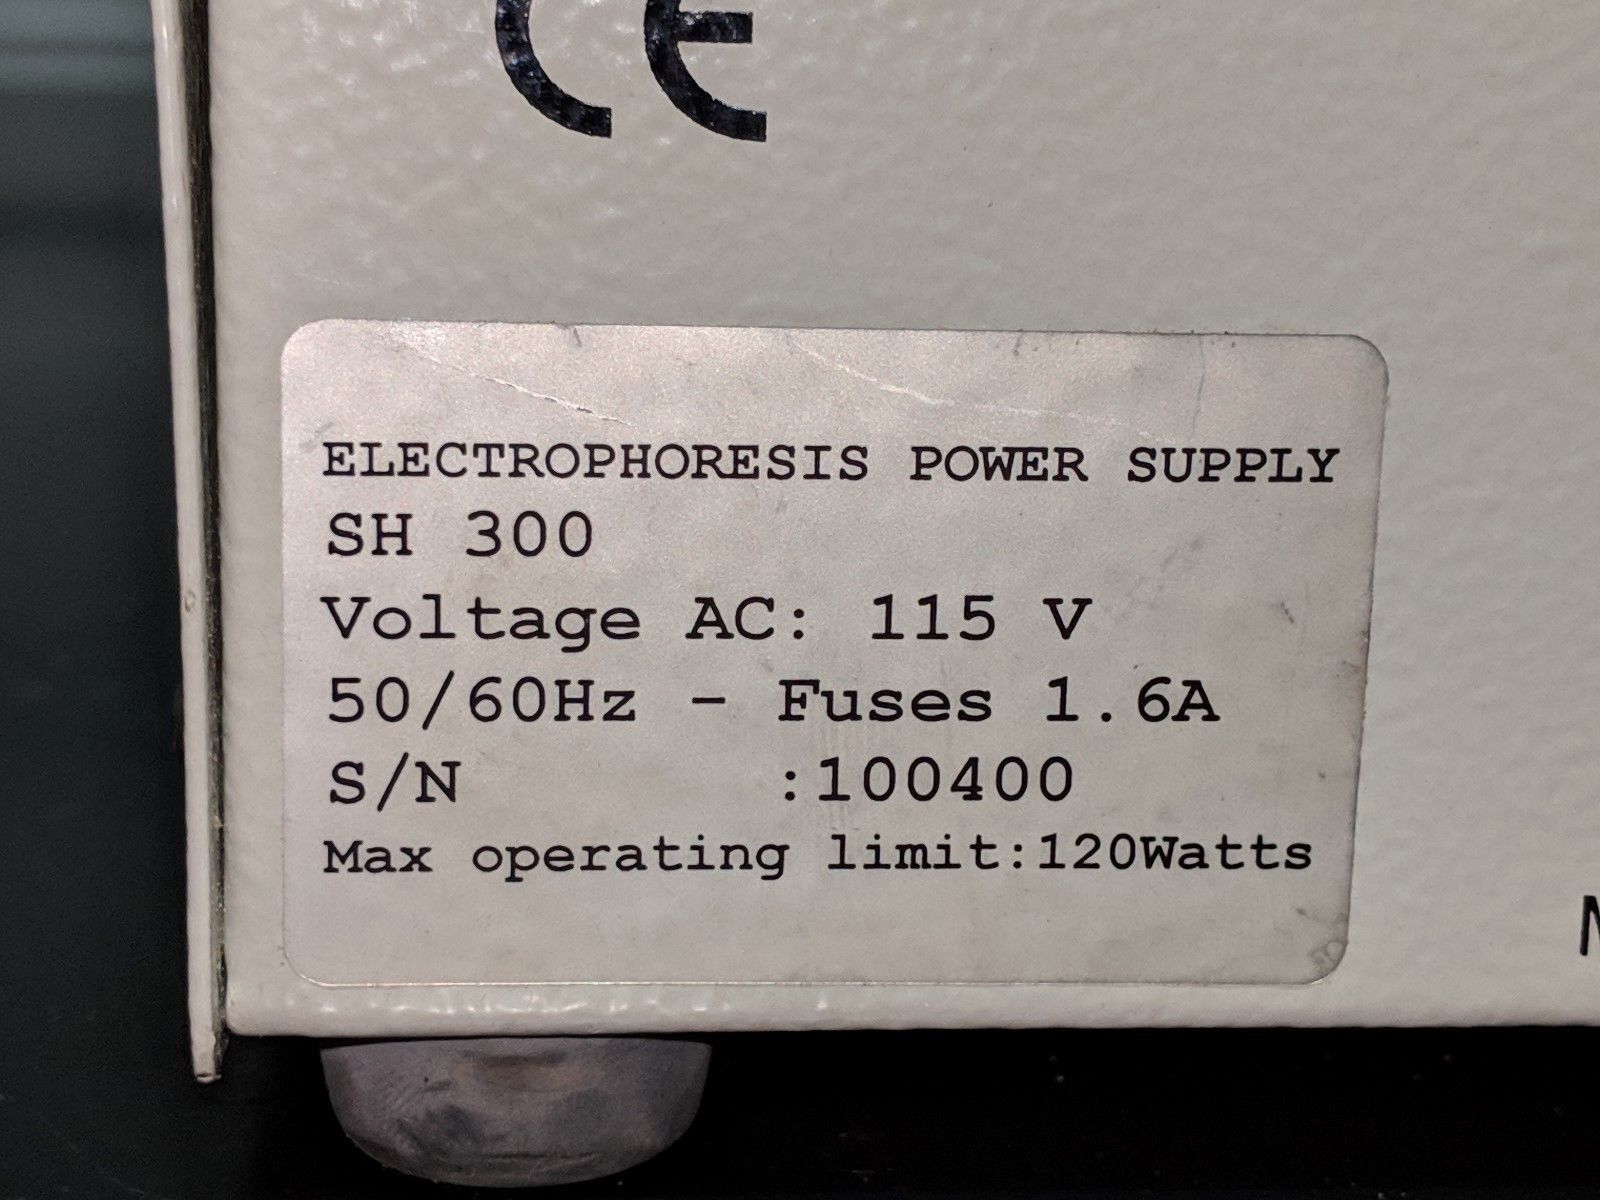 CE
ELECTROPHORESIS POWER SUPPLY
SH 300
Voltage AC: 115 V
50/60Hz - Fuses 1.6A
S/N :100400
Max operating limit:120Watts